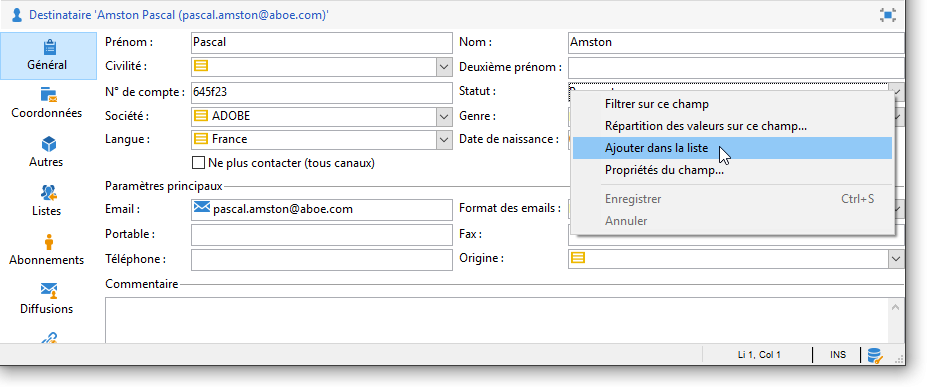 Destinataire 'Amston Pascal (pascal.amston@aboe.com)'
Général
Coordonnées
Autres
Listes
Abonnements
Diffusions
Prénom : Pascal Nom : Amston
Civilité : Deuxième prénom :
N° de compte : 645f23 Statut :
Société : ADOBE Genre :
Langue : France Date de naissance :
Ne plus contacter (tous canaux)
Filtrer sur ce champ
Répartition des valeurs sur ce champ...
Ajouter dans la liste
Propriétés du champ...
Enregistrer Ctrl+S
Annuler
Paramètres principaux
Email : pascal.amston@aboe.com Format des emails :
Portable : Fax :
Téléphone : Origine :
Commentaire
Li 1, Col 1 INS